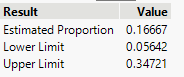 Result Value
Estimated Proportion 0.16667
Lower Limit 0.05642
Upper Limit 0.34721